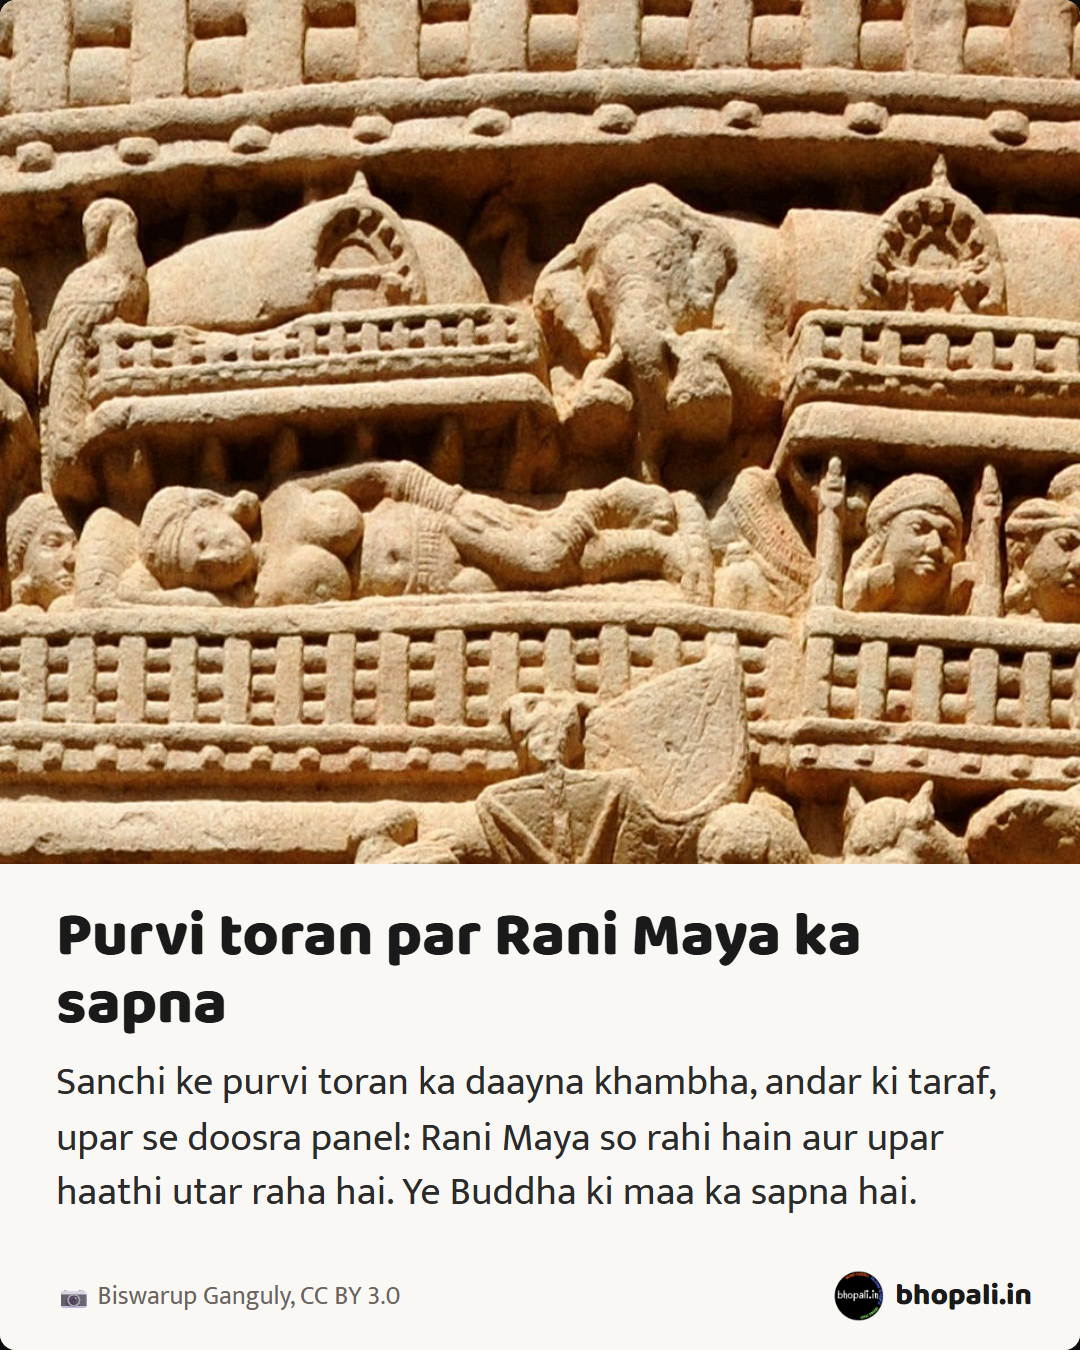 Purvi toran par Rani Maya ka
sapna
Sanchi ke purvi toran ka daayna khambha, andar ki taraf,
upar se doosra panel: Rani Maya so rahi hain aur upar
haathi utar raha hai. Ye Buddha ki maa ka sapna hai.
📷 Biswarup Ganguly, CC BY 3.0
bhopali.in bhopali.in